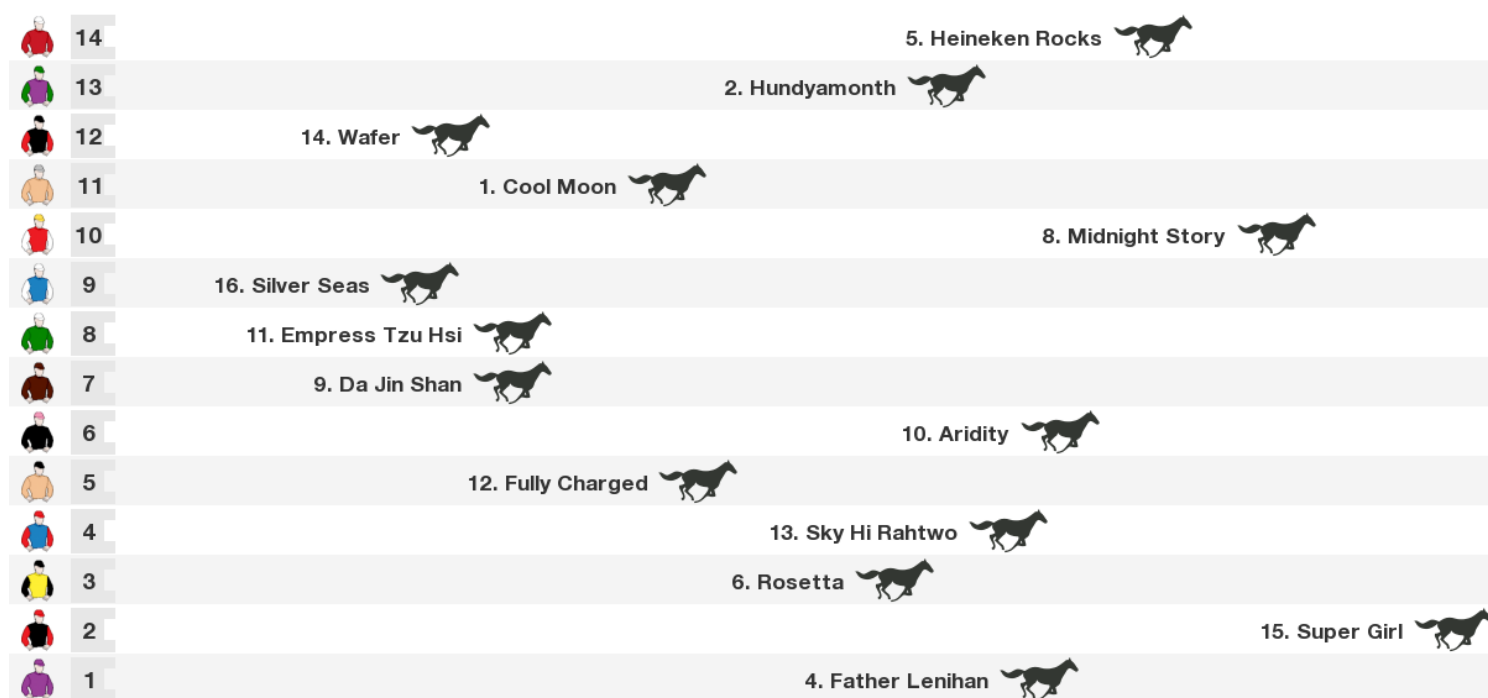 14 5. Heineken Rocks
13 2. Hundyamonth
12 14. Wafer
11 1. Cool Moon
10 8. Midnight Story
9 16. Silver Seas
8 11. Empress Tzu Hsi
7 9. Da Jin Shan
6 10. Aridity
5 12. Fully Charged
4 13. Sky Hi Rahtwo
3 6. Rosetta
2 15. Super Girl
1 4. Father Lenihan